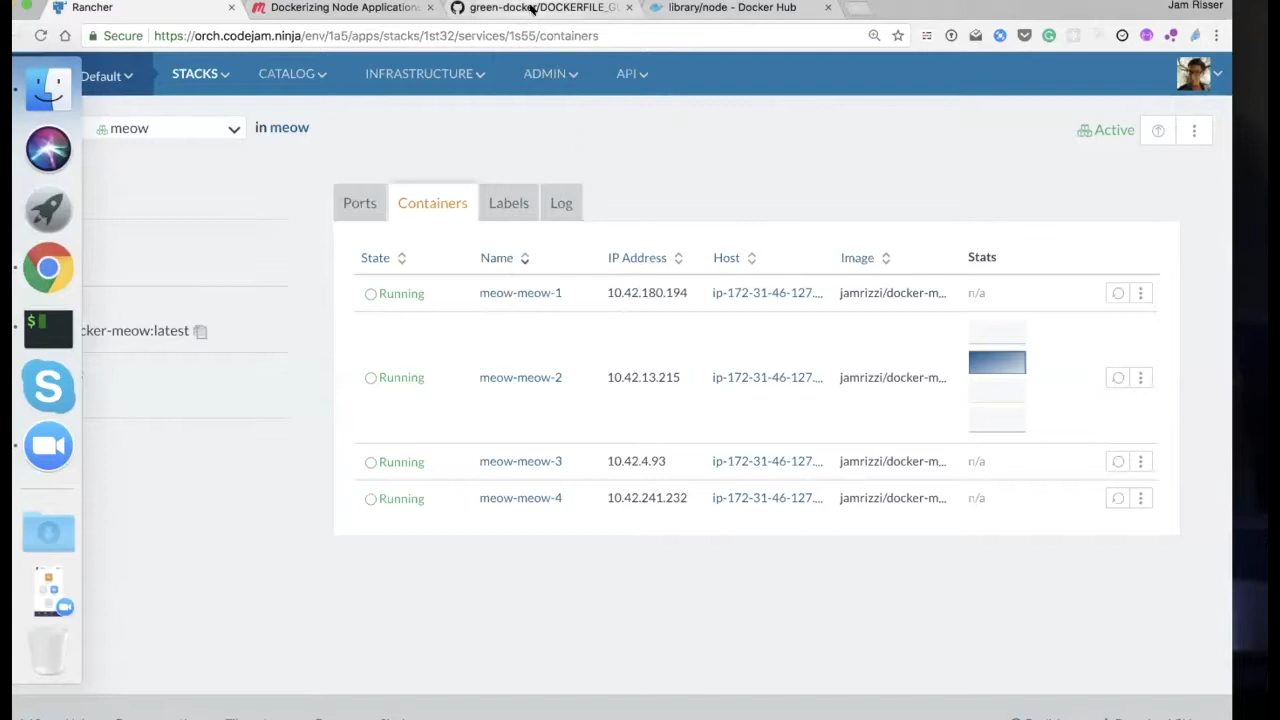 Rancher
Dockerizing Node Application
green-docker/DOCKERFILE_GU
library/node - Docker Hub
Jam Risser
Secure
https://orch.codejam.ninja/env/1a5/apps/stacks/1st32/services/1s55/containers
Default
STACKS
CATALOG
INFRASTRUCTURE
ADMIN
API
meow
in meow
Active
Ports
Containers
Labels
Log
State
Name
IP Address
Host
Image
Stats
Running meow-meow-1 10.42.180.194 ip-172-31-46-127.... jamrizzi/docker-m... n/a
Running meow-meow-2 10.42.13.215 ip-172-31-46-127.... jamrizzi/docker-m...
Running meow-meow-3 10.42.4.93 ip-172-31-46-127.... jamrizzi/docker-m... n/a
Running meow-meow-4 10.42.241.232 ip-172-31-46-127.... jamrizzi/docker-m... n/a
cker-meow:latest
$